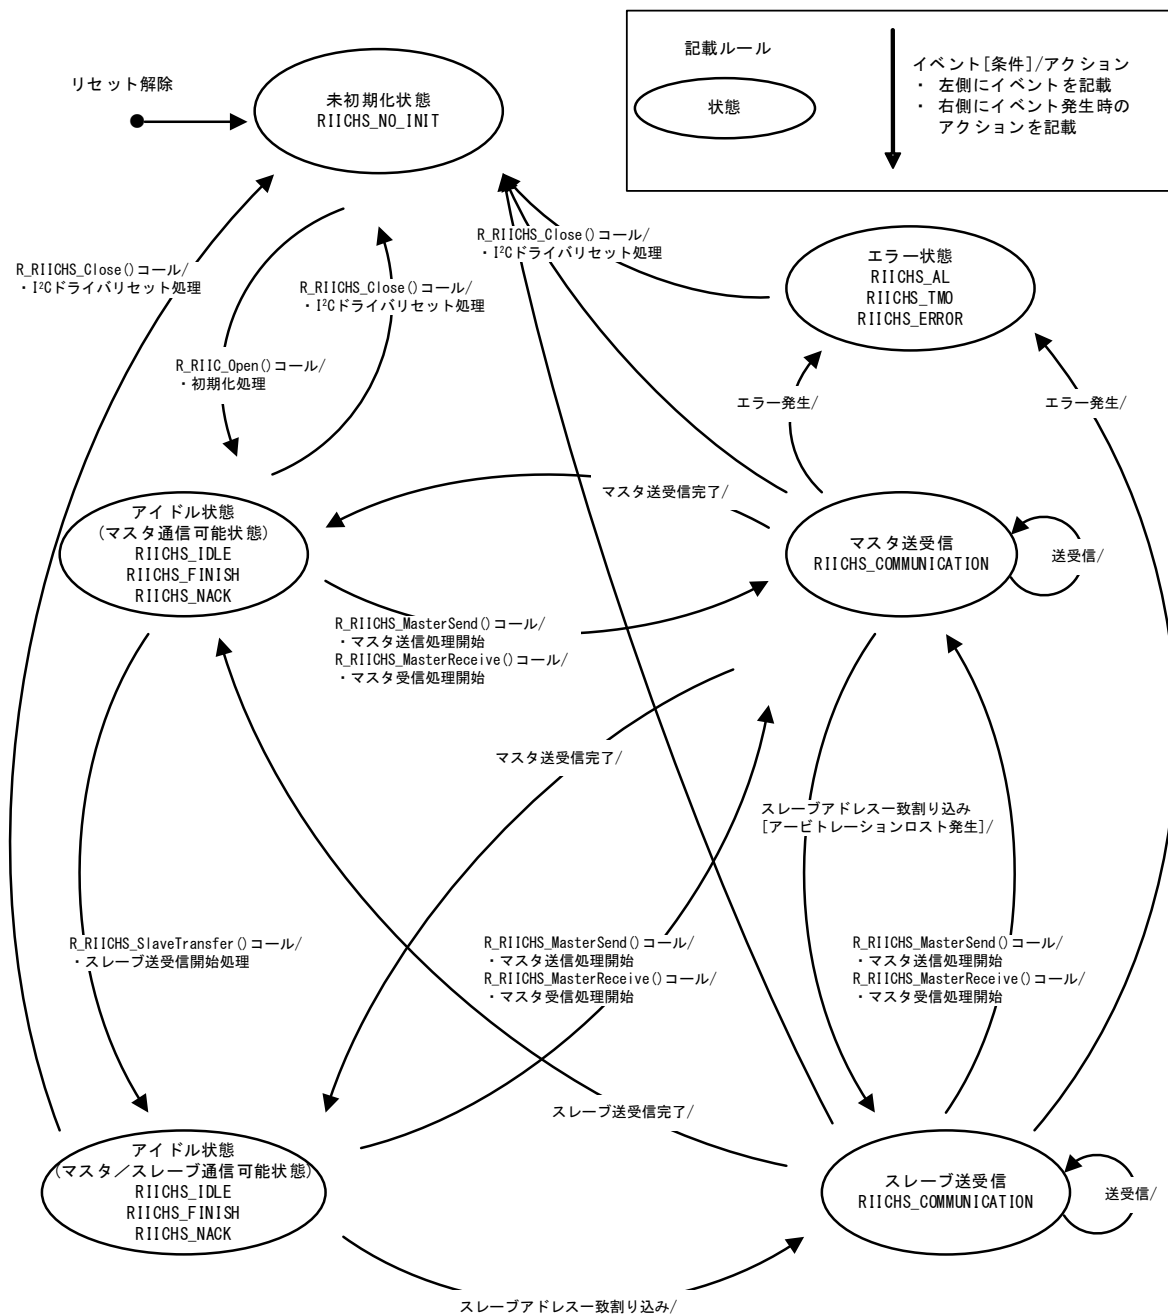 記載ルール
状態
イベント[条件]/アクション
・ 左側にイベントを記載
・ 右側にイベント発生時の
アクションを記載
リセット解除
未初期化状態
RIICHS_NO_INIT
R_RIICHS_Close()コール/
・I²Cドライバリセット処理
R_RIICHS_Close()コール/
・I²Cドライバリセット処理
R_RIICHS_Close()コール/
・I²Cドライバリセット処理
エラー状態
RIICHS_AL
RIICHS_TMO
RIICHS_ERROR
R_RIIC_Open()コール/
・初期化処理
エラー発生/
エラー発生/
マスタ送受信完了/
アイドル状態
(マスタ通信可能状態)
RIICHS_IDLE
RIICHS_FINISH
RIICHS_NACK
マスタ送受信
RIICHS_COMMUNICATION
送受信/
R_RIICHS_MasterSend()コール/
・マスタ送信処理開始
R_RIICHS_MasterReceive()コール/
・マスタ受信処理開始
マスタ送受信完了/
スレーブアドレス一致割り込み
[アービトレーションロスト発生]/
R_RIICHS_SlaveTransfer()コール/
・スレーブ送受信開始処理
R_RIICHS_MasterSend()コール/
・マスタ送信処理開始
R_RIICHS_MasterReceive()コール/
・マスタ受信処理開始
R_RIICHS_MasterSend()コール/
・マスタ送信処理開始
R_RIICHS_MasterReceive()コール/
・マスタ受信処理開始
スレーブ送受信完了/
アイドル状態
(マスタ／スレーブ通信可能状態)
RIICHS_IDLE
RIICHS_FINISH
RIICHS_NACK
スレーブ送受信
RIICHS_COMMUNICATION
送受信/
スレーブアドレス一致割り込み/